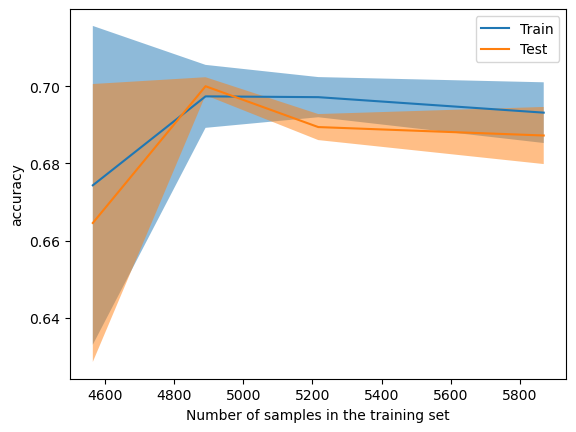 Train
Test
0.70
0.68
0.66
0.64
accuracy
4600 4800 5000 5200 5400 5600 5800
Number of samples in the training set